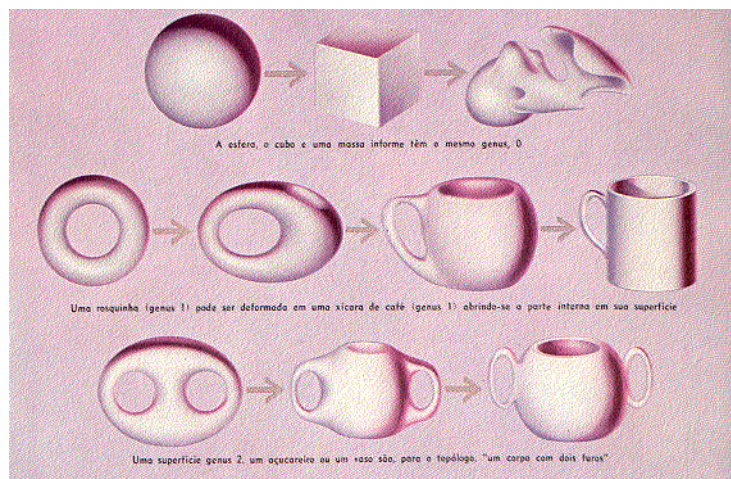 A esfera, o cubo e uma massa informe têm o mesmo genus, 0
Uma rosquinha (genus 1) pode ser deformada em uma xícara de café (genus 1) abrindo-se a parte interna em sua superfície
Uma superfície genus 2, um açucareiro ou um vaso são, para o topólogo, "um corpo com dois furos"